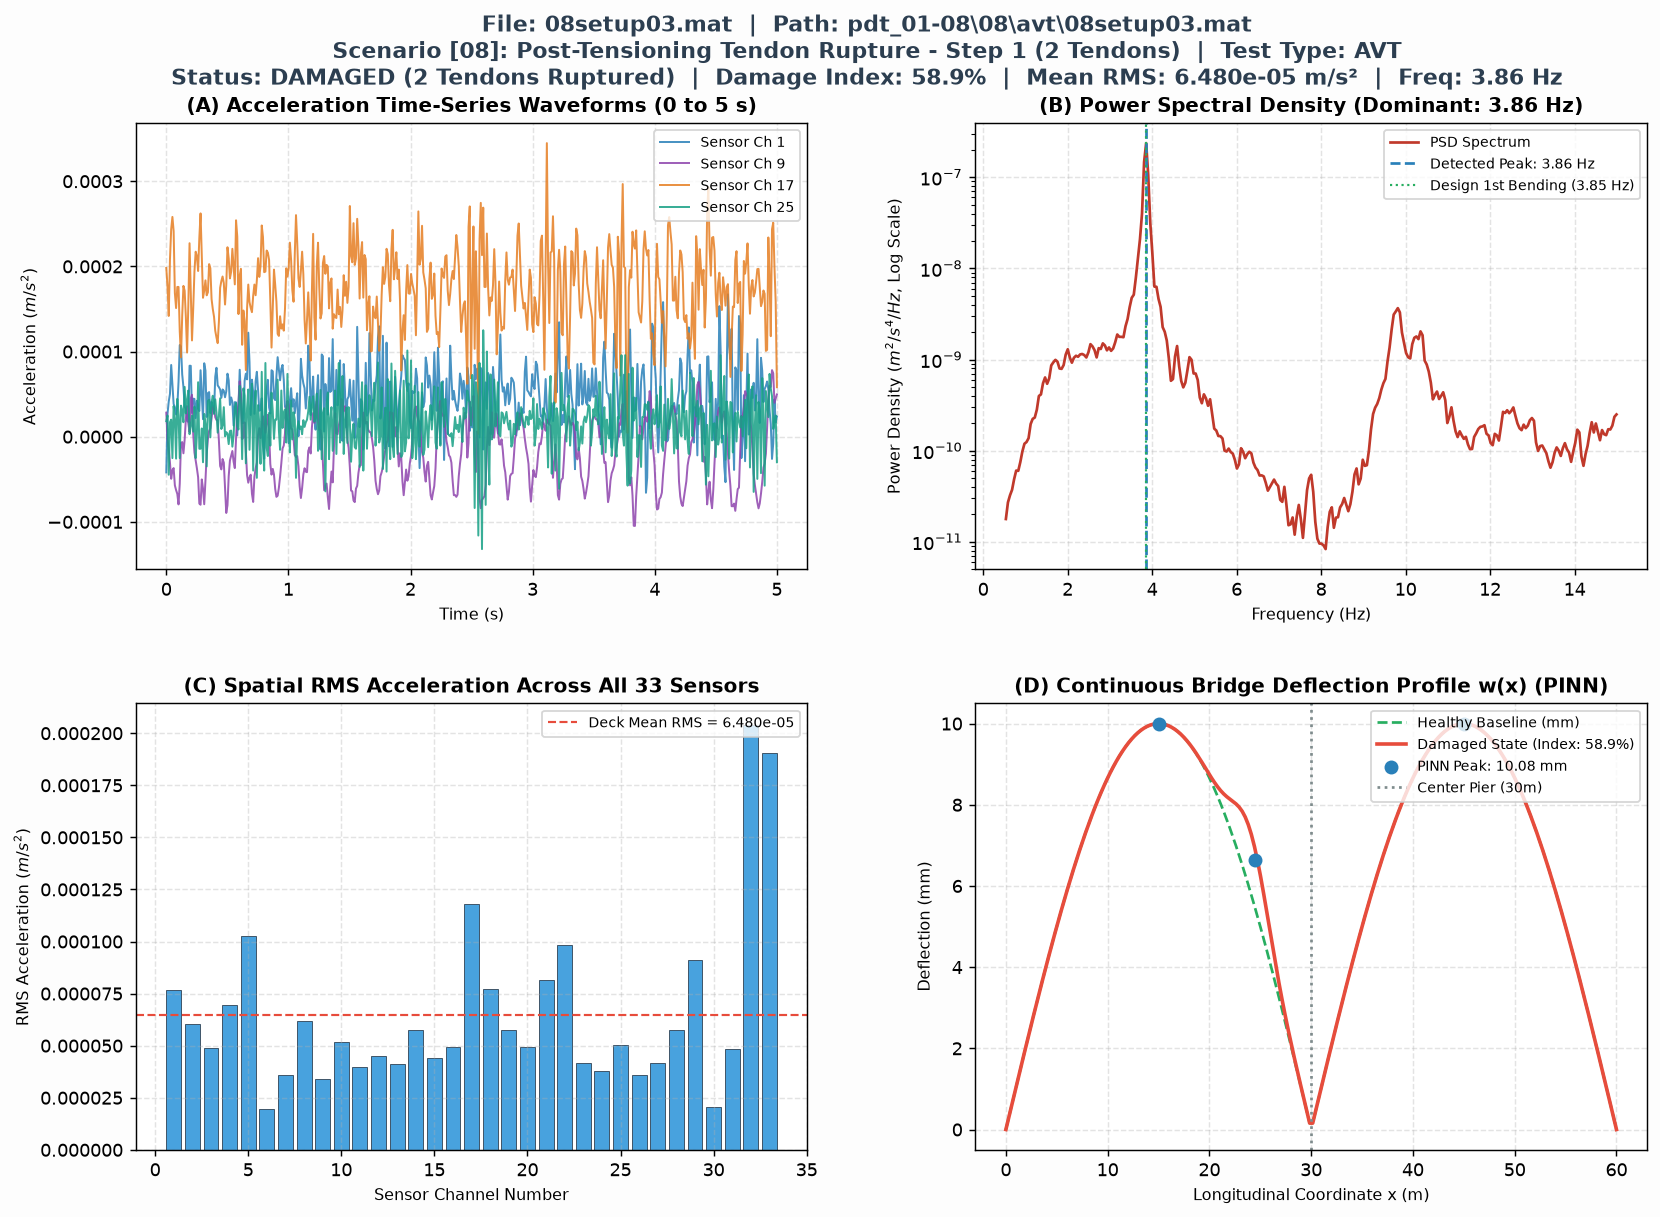 File: 08setup03.mat | Path: pdt_01-08\08\avt\08setup03.mat
Scenario [08]: Post-Tensioning Tendon Rupture - Step 1 (2 Tendons) | Test Type: AVT
Status: DAMAGED (2 Tendons Ruptured) | Damage Index: 58.9% | Mean RMS: 6.480e-05 m/s² | Freq: 3.86 Hz
(A) Acceleration Time-Series Waveforms (0 to 5 s)
Sensor Ch 1
Sensor Ch 9
Sensor Ch 17
Sensor Ch 25
0.0003
0.0002
0.0001
0.0000
−0.0001
Acceleration (m/s²)
0 1 2 3 4 5
Time (s)
(B) Power Spectral Density (Dominant: 3.86 Hz)
PSD Spectrum
Detected Peak: 3.86 Hz
Design 1st Bending (3.85 Hz)
10⁻⁷
10⁻⁸
10⁻⁹
10⁻¹⁰
10⁻¹¹
Power Density (m²/s⁴/Hz, Log Scale)
0 2 4 6 8 10 12 14
Frequency (Hz)
(C) Spatial RMS Acceleration Across All 33 Sensors
Deck Mean RMS = 6.480e-05
0.000200
0.000175
0.000150
0.000125
0.000100
0.000075
0.000050
0.000025
0.000000
RMS Acceleration (m/s²)
0 5 10 15 20 25 30 35
Sensor Channel Number
(D) Continuous Bridge Deflection Profile w(x) (PINN)
Healthy Baseline (mm)
Damaged State (Index: 58.9%)
PINN Peak: 10.08 mm
Center Pier (30m)
10
8
6
4
2
0
Deflection (mm)
0 10 20 30 40 50 60
Longitudinal Coordinate x (m)